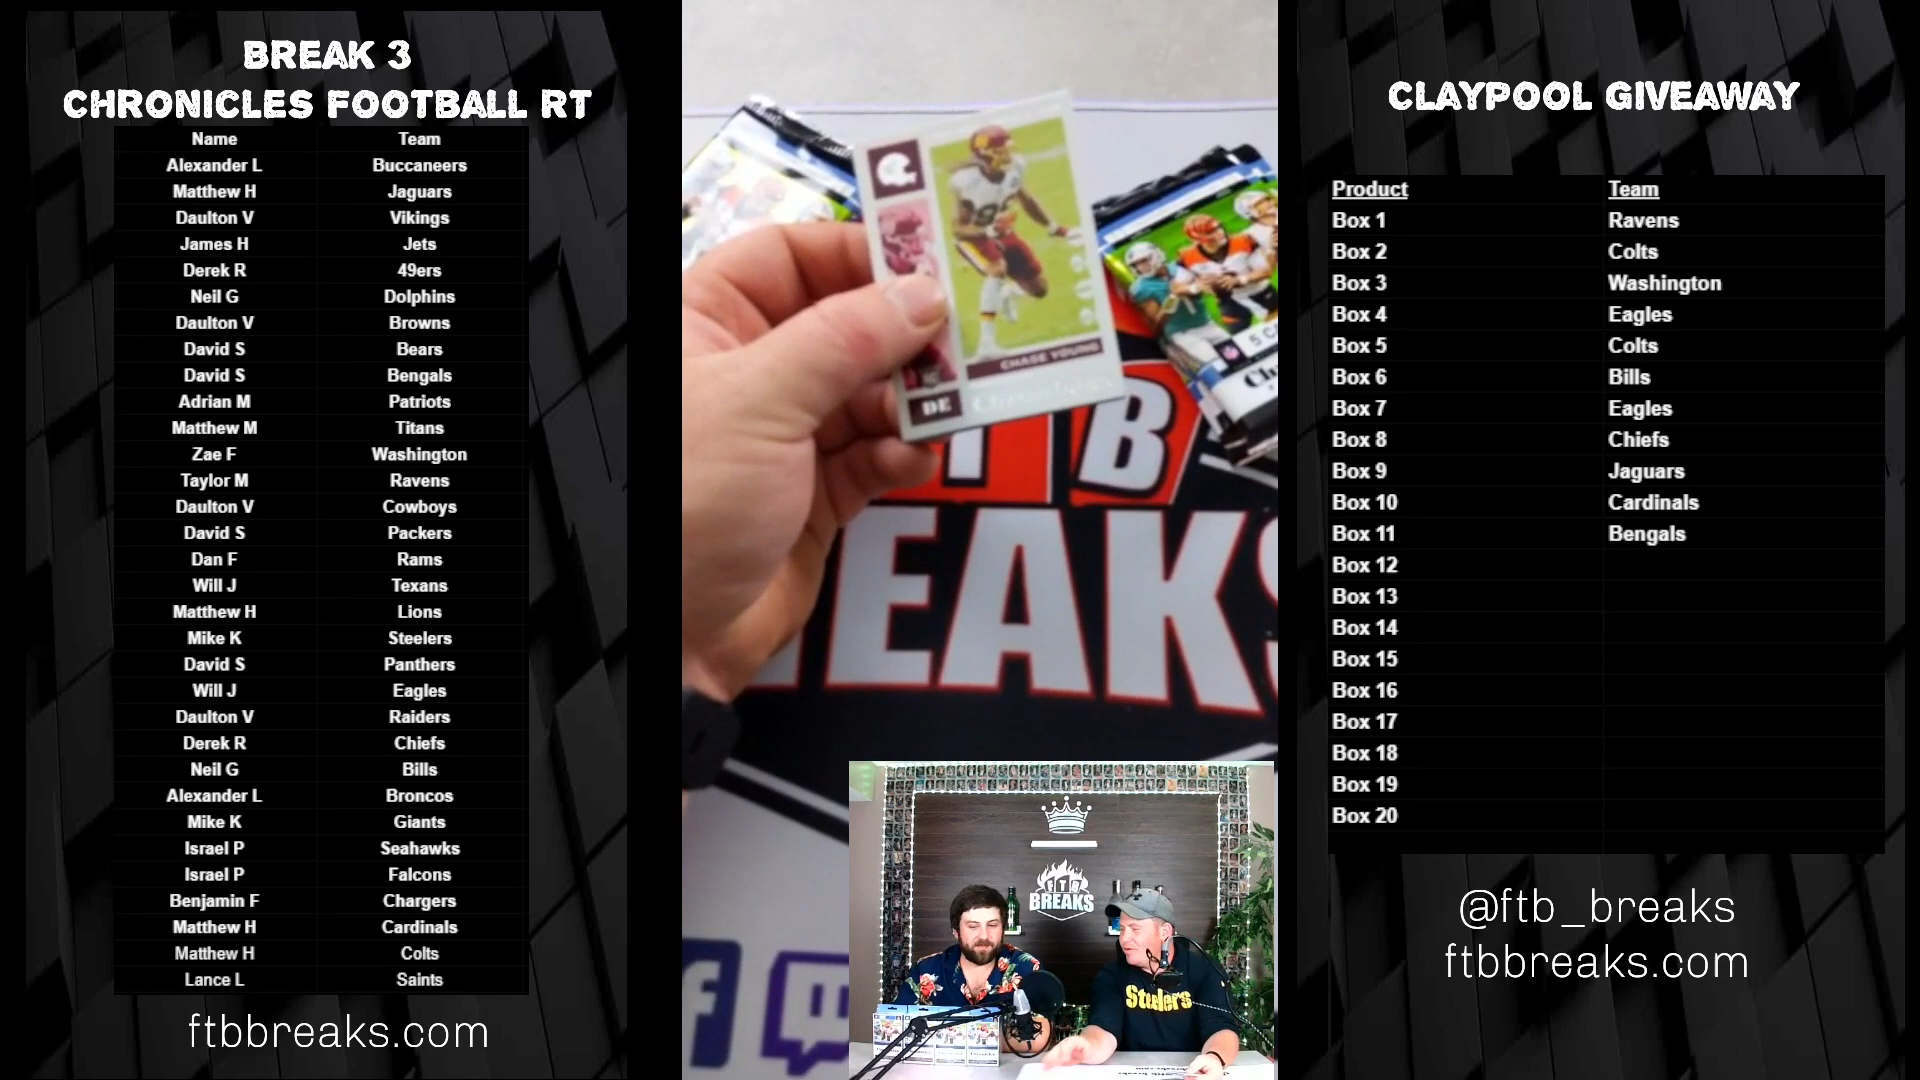 BREAK 3
CHRONICLES FOOTBALL RT
Name Team
Alexander L Buccaneers
Matthew H Jaguars
Daulton V Vikings
James H Jets
Derek R 49ers
Neil G Dolphins
Daulton V Browns
David S Bears
David S Bengals
Adrian M Patriots
Matthew M Titans
Zae F Washington
Taylor M Ravens
Daulton V Cowboys
David S Packers
Dan F Rams
Will J Texans
Matthew H Lions
Mike K Steelers
David S Panthers
Will J Eagles
Daulton V Raiders
Derek R Chiefs
Neil G Bills
Alexander L Broncos
Mike K Giants
Israel P Seahawks
Israel P Falcons
Benjamin F Chargers
Matthew H Cardinals
Matthew H Colts
Lance L Saints
ftbbreaks.com
CHASE YOUNG
DE
Chronicles
5
B
EAKS
FTB
BREAKS
Steelers
CLAYPOOL GIVEAWAY
Product Team
Box 1 Ravens
Box 2 Colts
Box 3 Washington
Box 4 Eagles
Box 5 Colts
Box 6 Bills
Box 7 Eagles
Box 8 Chiefs
Box 9 Jaguars
Box 10 Cardinals
Box 11 Bengals
Box 12
Box 13
Box 14
Box 15
Box 16
Box 17
Box 18
Box 19
Box 20
@ftb_breaks
ftbbreaks.com